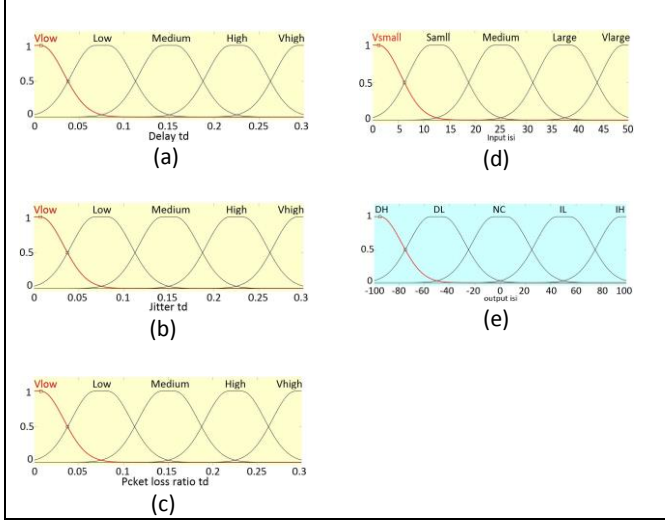 Vlow Low Medium High Vhigh
1
0.5
0
0 0.05 0.1 0.15 0.2 0.25 0.3
Delay td
(a)
Vsmall Samll Medium Large Vlarge
1
0.5
0
0 5 10 15 20 25 30 35 40 45 50
Input isi
(d)
Vlow Low Medium High Vhigh
1
0.5
0
0 0.05 0.1 0.15 0.2 0.25 0.3
Jitter td
(b)
DH DL NC IL IH
1
0.5
0
-100 -80 -60 -40 -20 0 20 40 60 80 100
output isi
(e)
Vlow Low Medium High Vhigh
1
0.5
0
0 0.05 0.1 0.15 0.2 0.25 0.3
Pcket loss ratio td
(c)